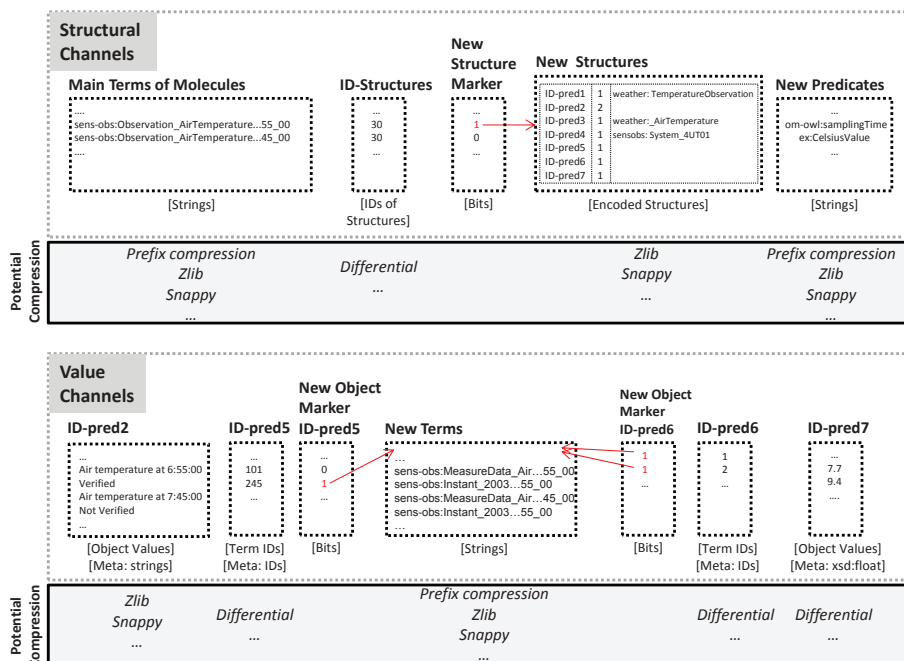 Structural
Channels
Main Terms of Molecules
....
sens-obs:Observation_AirTemperature...55_00
sens-obs:Observation_AirTemperature...45_00
....
[Strings]
ID-Structures
...
30
30
...
[IDs of
Structures]
New
Structure
Marker
...
1
0
...
[Bits]
New Structures
ID-pred1 1 weather: TemperatureObservation
ID-pred2 2
ID-pred3 1 weather:_AirTemperature
ID-pred4 1 sensobs: System_4UT01
ID-pred5 1
ID-pred6 1
ID-pred7 1
[Encoded Structures]
New Predicates
...
om-owl:samplingTime
ex:CelsiusValue
...
[Strings]
Potential
Compression
Prefix compression
Zlib
Snappy
...
Differential
...
Zlib
Snappy
...
Prefix compression
Zlib
Snappy
...
Value
Channels
ID-pred2
...
Air temperature at 6:55:00
Verified
Air temperature at 7:45:00
Not Verified
...
[Object Values]
[Meta: strings]
ID-pred5
...
101
245
...
[Term IDs]
[Meta: IDs]
New Object
Marker
ID-pred5
...
0
1
...
[Bits]
New Terms
...
sens-obs:MeasureData_Air...55_00
sens-obs:Instant_2003...55_00
sens-obs:MeasureData_Air...45_00
sens-obs:Instant_2003...55_00
...
[Strings]
New Object
Marker
ID-pred6
1
1
...
[Bits]
ID-pred6
1
2
...
[Term IDs]
[Meta: IDs]
ID-pred7
...
7.7
9.4
....
[Object Values]
[Meta: xsd:float]
Potential
Compression
Zlib
Snappy
...
Differential
...
Prefix compression
Zlib
Snappy
...
Differential
...
Differential
...